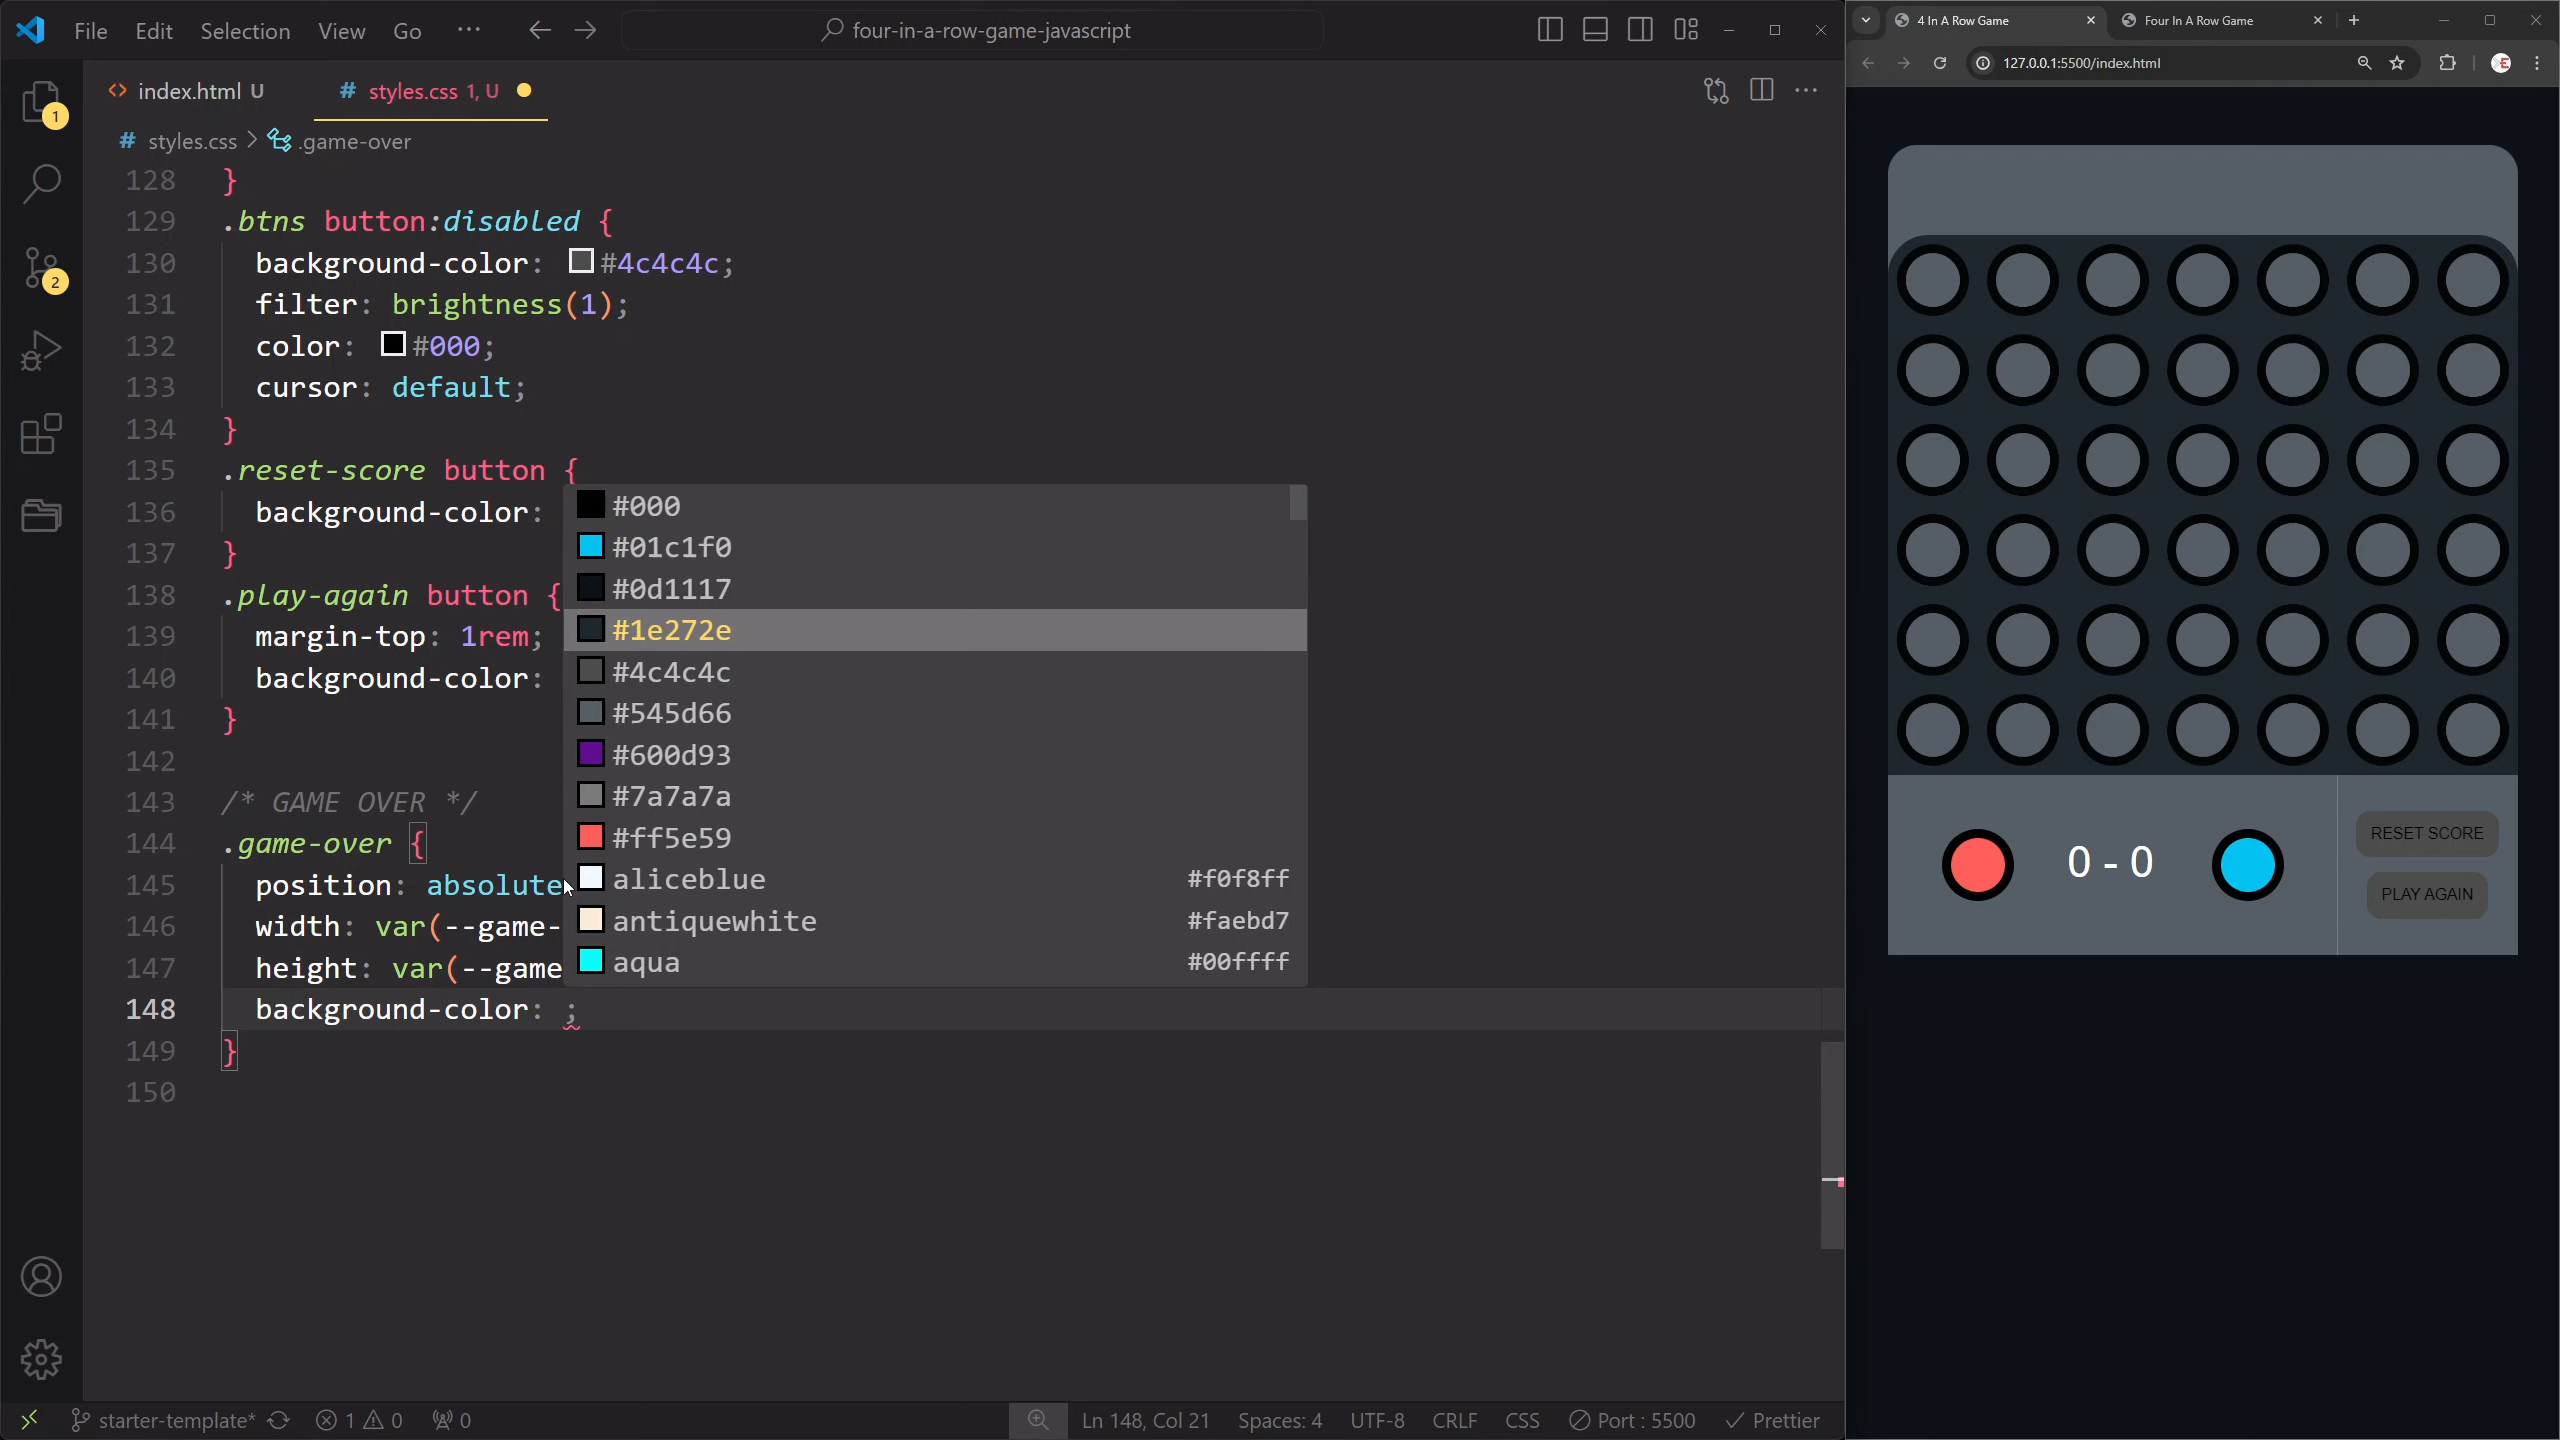 File Edit Selection View Go ··· four-in-a-row-game-javascript
index.html U # styles.css 1, U
# styles.css > .game-over
128 }
129 .btns button:disabled {
130 background-color: #4c4c4c;
131 filter: brightness(1);
132 color: #000;
133 cursor: default;
134 }
135 .reset-score button {
136 background-color:
137 }
138 .play-again button {
139 margin-top: 1rem;
140 background-color:
141 }
142
143 /* GAME OVER */
144 .game-over {
145 position: absolute
146 width: var(--game-
147 height: var(--game
148 background-color: ;
149 }
150
#000
#01c1f0
#0d1117
#1e272e
#4c4c4c
#545d66
#600d93
#7a7a7a
#ff5e59
aliceblue #f0f8ff
antiquewhite #faebd7
aqua #00ffff
1
2
starter-template* 1 0 0 Ln 148, Col 21 Spaces: 4 UTF-8 CRLF CSS Port : 5500 Prettier
4 In A Row Game Four In A Row Game
127.0.0.1:5500/index.html
0 - 0
RESET SCORE
PLAY AGAIN